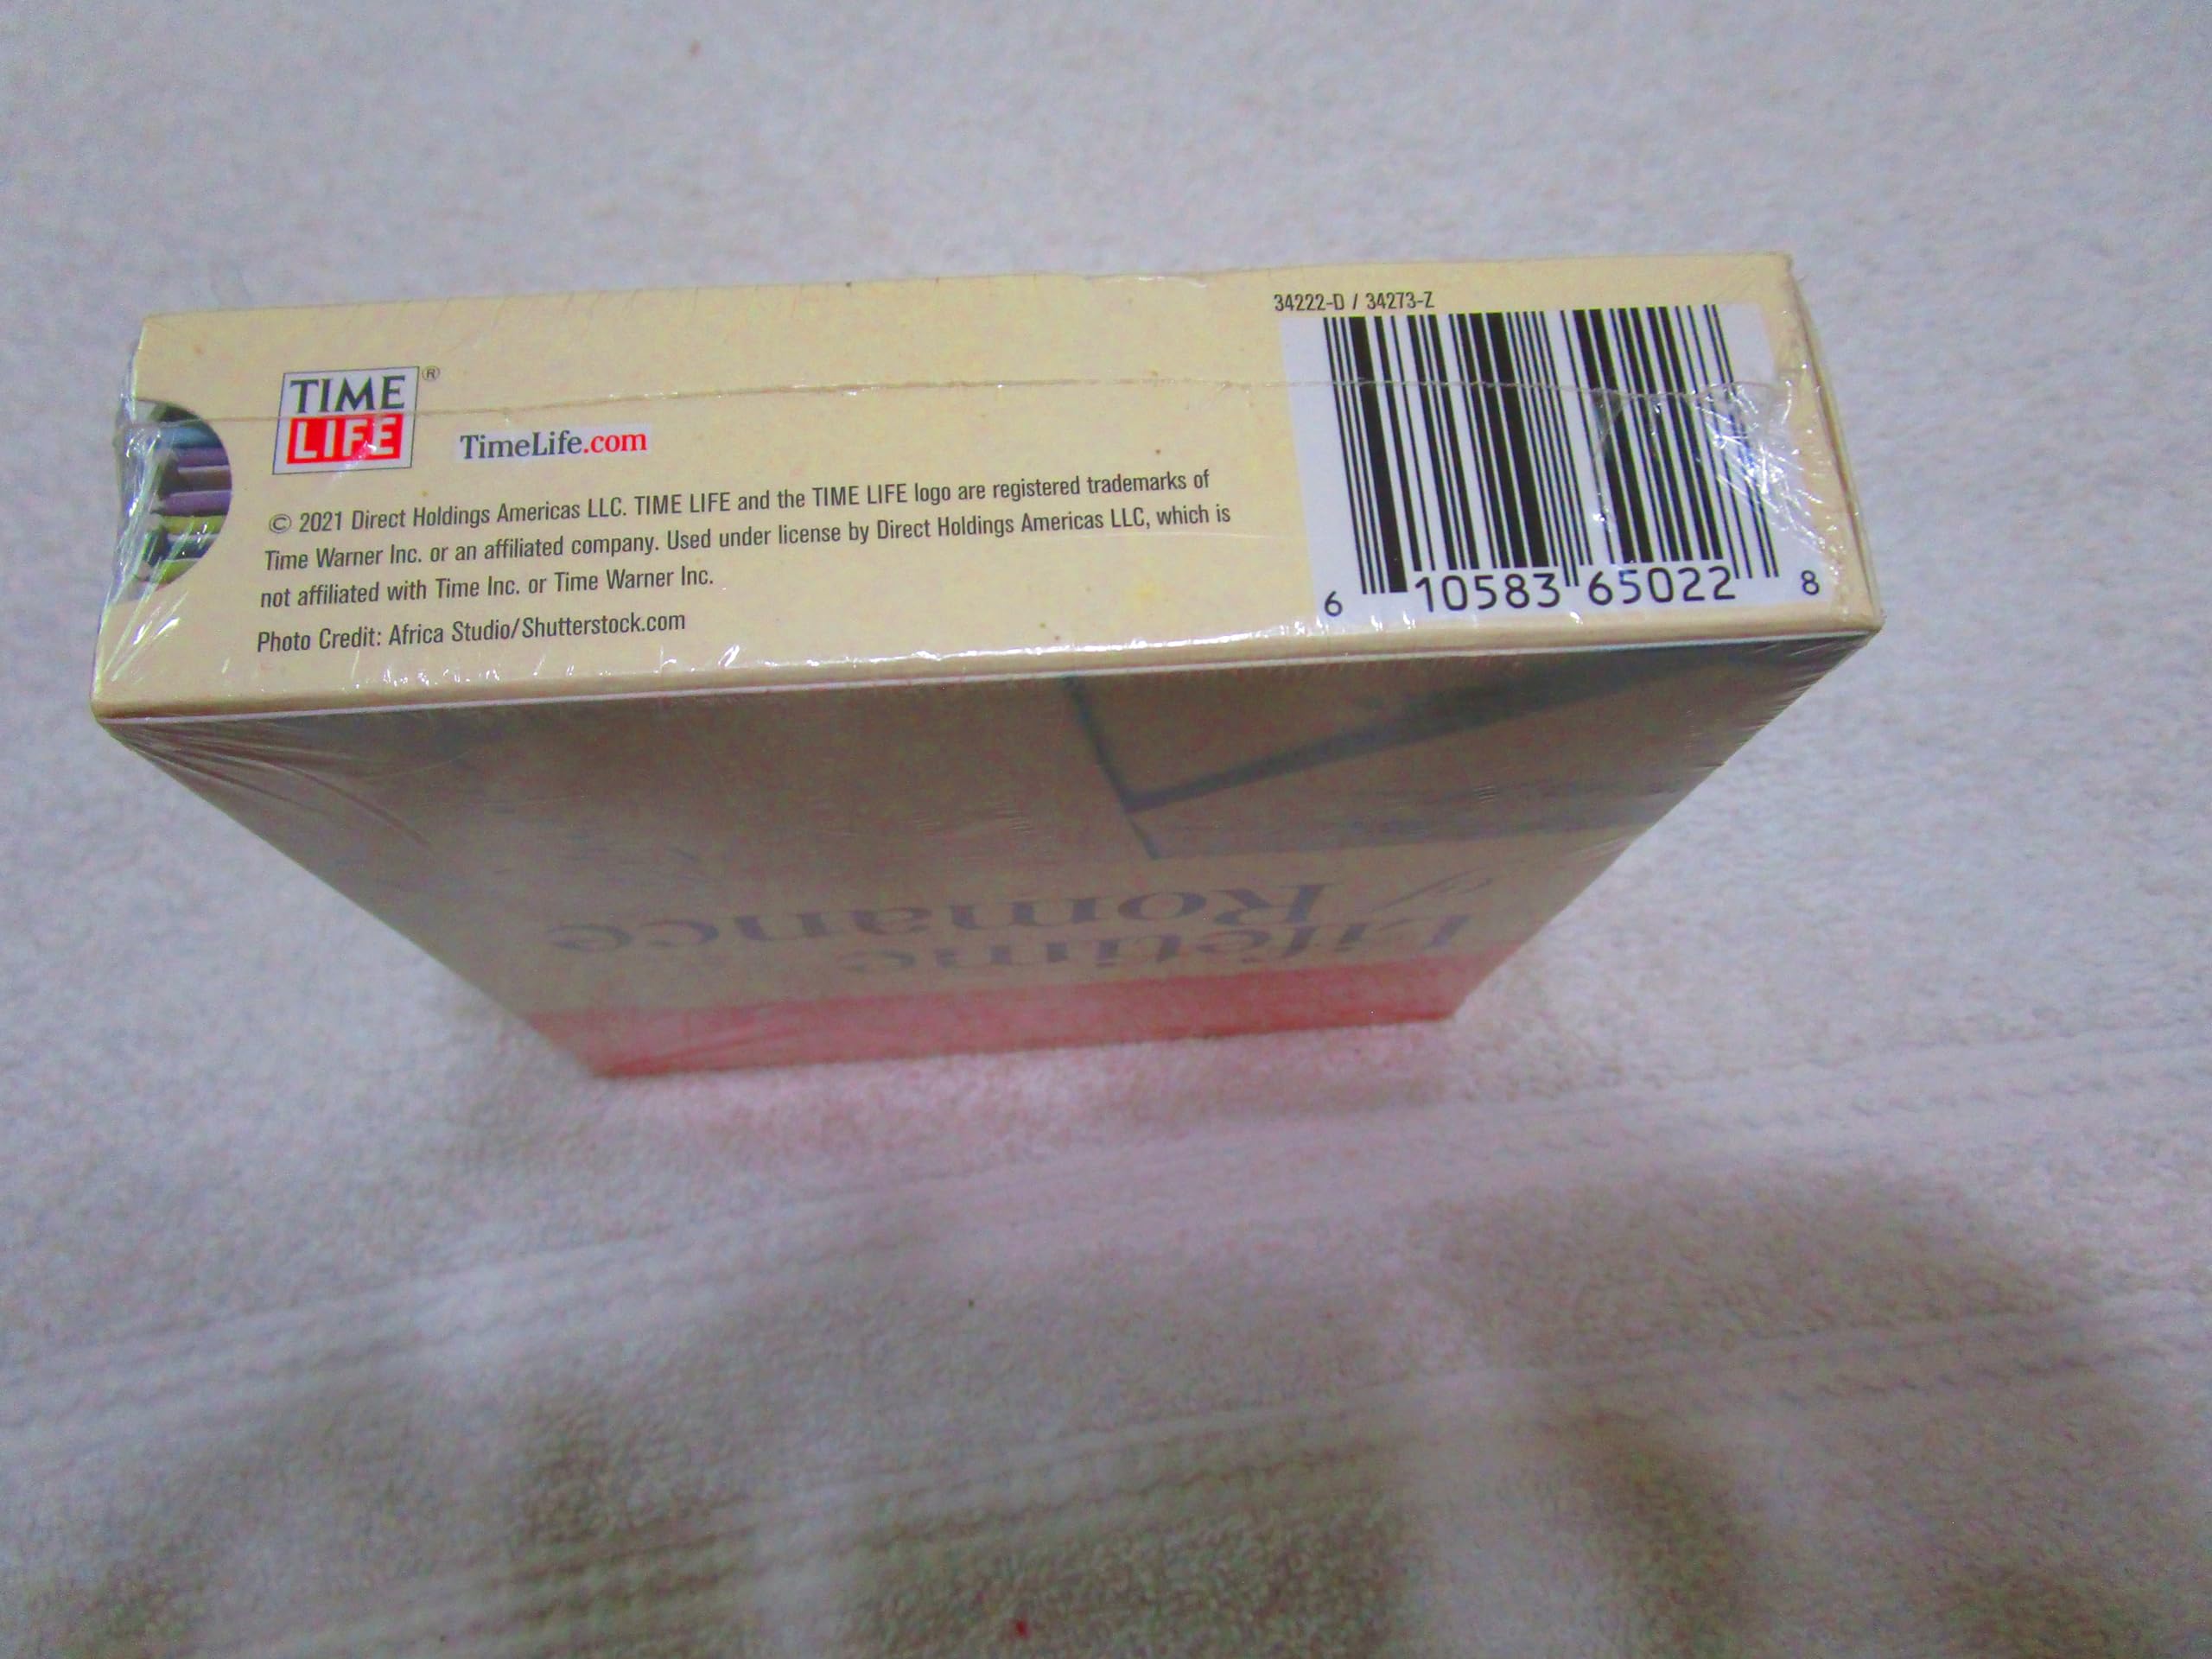 34222-D / 34273-Z
TIME ®
LIFE
TimeLife.com
© 2021 Direct Holdings Americas LLC. TIME LIFE and the TIME LIFE logo are registered trademarks of
Time Warner Inc. or an affiliated company. Used under license by Direct Holdings Americas LLC, which is
not affiliated with Time Inc. or Time Warner Inc.
Photo Credit: Africa Studio/Shutterstock.com
6 10583 65022 8
Lifetime
of Romance